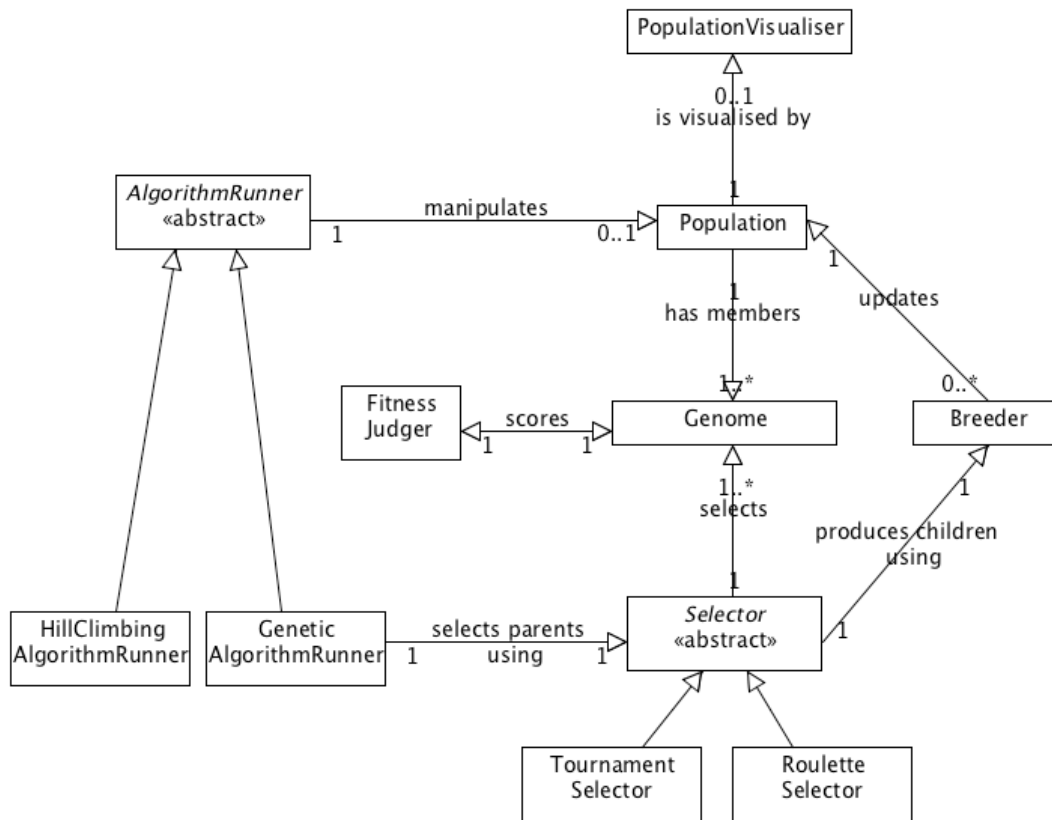 PopulationVisualiser
0..1
is visualised by
1
AlgorithmRunner
«abstract»
manipulates
1
0..1
Population
1
updates
0..*
1
has members
1..*
Fitness
Judger
scores
1
1
Genome
Breeder
1..*
selects
1
1
produces children
using
1
HillClimbing
AlgorithmRunner
Genetic
AlgorithmRunner
selects parents
using
1
1
Selector
«abstract»
Tournament
Selector
Roulette
Selector